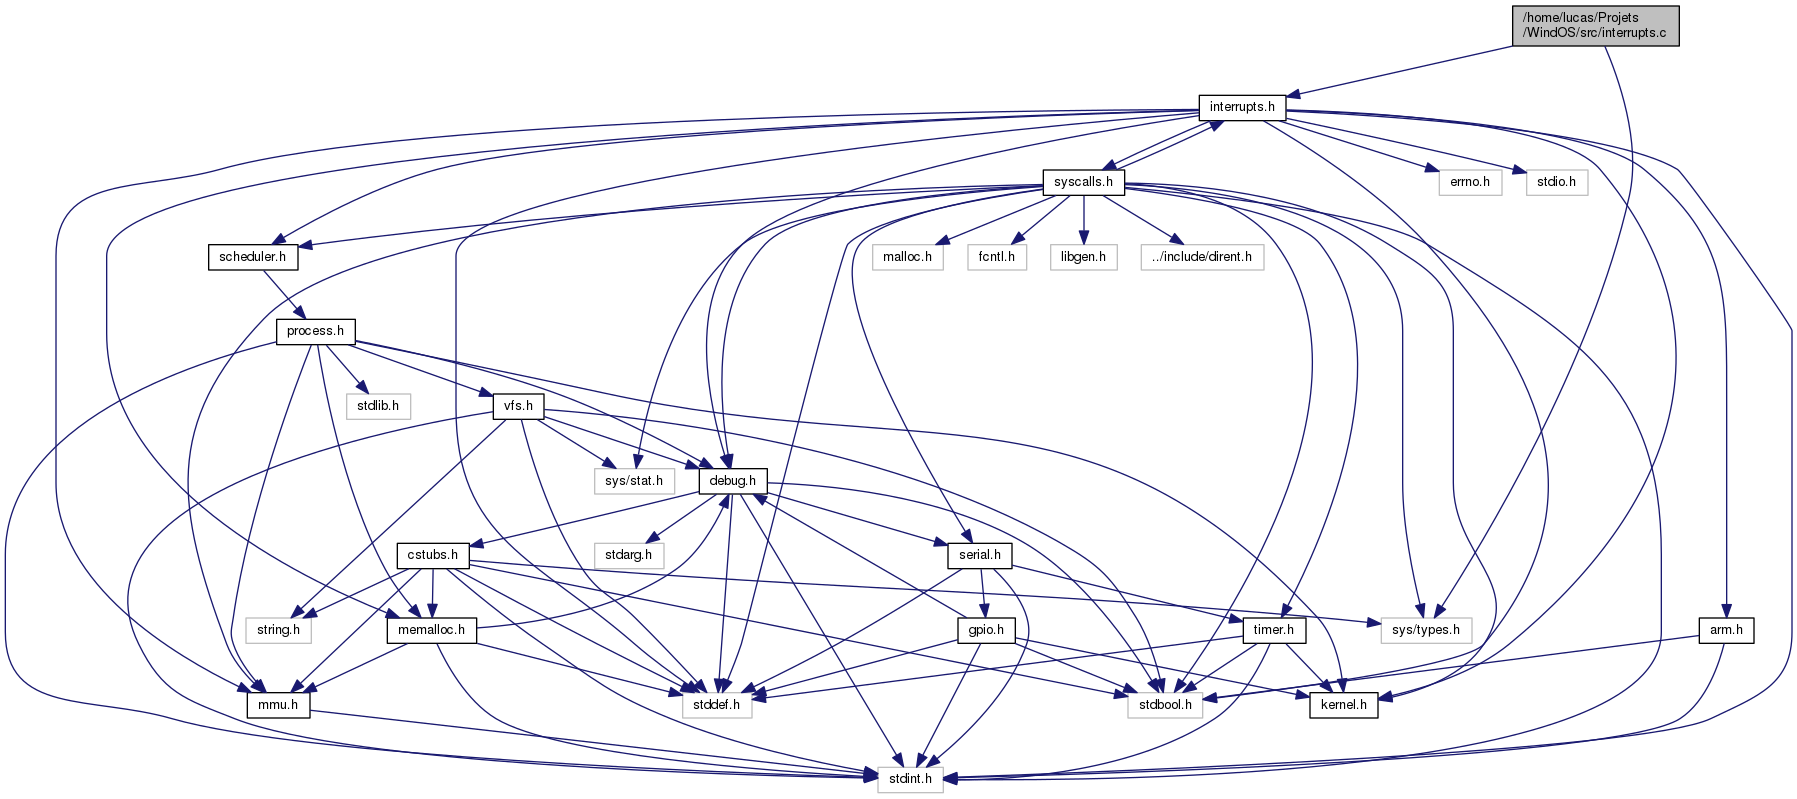 /home/lucas/Projets
/WindOS/src/interrupts.c
interrupts.h
syscalls.h
errno.h
stdio.h
scheduler.h
malloc.h
fcntl.h
libgen.h
../include/dirent.h
process.h
stdlib.h
vfs.h
sys/stat.h
debug.h
cstubs.h
stdarg.h
serial.h
string.h
memalloc.h
gpio.h
timer.h
sys/types.h
arm.h
mmu.h
stddef.h
stdbool.h
kernel.h
stdint.h